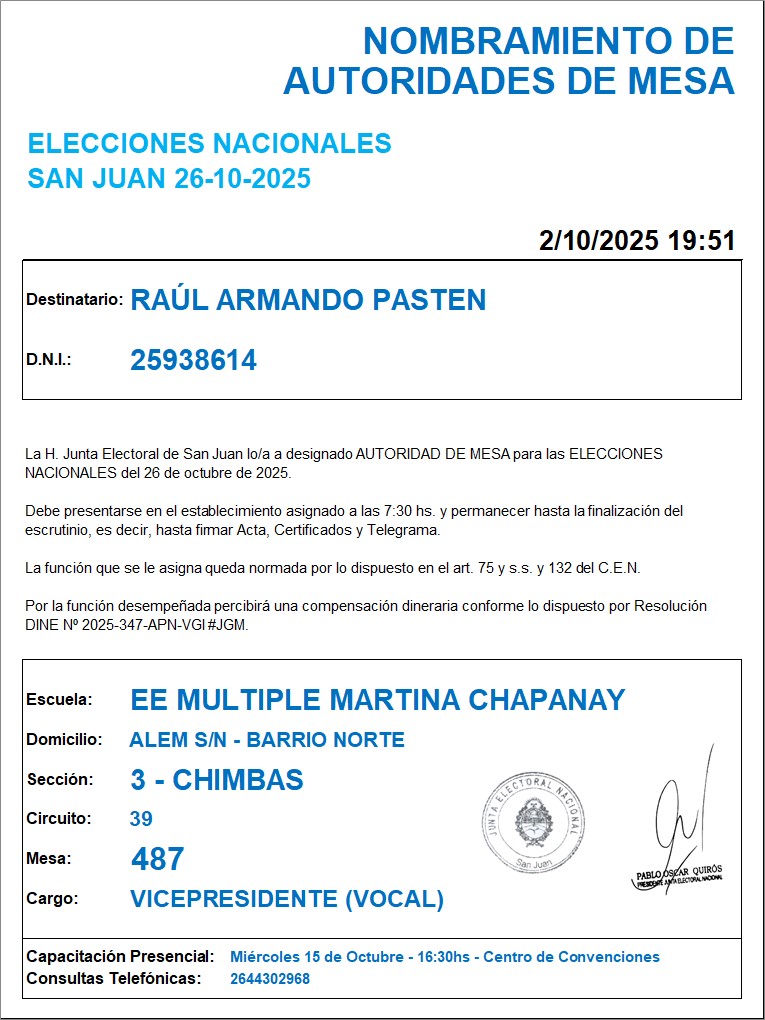 NOMBRAMIENTO DE
AUTORIDADES DE MESA
ELECCIONES NACIONALES
SAN JUAN 26-10-2025
2/10/2025 19:51
Destinatario: RAÚL ARMANDO PASTEN
D.N.I.: 25938614
La H. Junta Electoral de San Juan lo/a a designado AUTORIDAD DE MESA para las ELECCIONES
NACIONALES del 26 de octubre de 2025.
Debe presentarse en el establecimiento asignado a las 7:30 hs. y permanecer hasta la finalización del
escrutinio, es decir, hasta firmar Acta, Certificados y Telegrama.
La función que se le asigna queda normada por lo dispuesto en el art. 75 y s.s. y 132 del C.E.N.
Por la función desempeñada percibirá una compensación dineraria conforme lo dispuesto por Resolución
DINE Nº 2025-347-APN-VGI#JGM.
Escuela: EE MULTIPLE MARTINA CHAPANAY
Domicilio: ALEM S/N - BARRIO NORTE
Sección: 3 - CHIMBAS
Circuito: 39
Mesa: 487
Cargo: VICEPRESIDENTE (VOCAL)
JUNTA ELECTORAL NACIONAL
San Juan
PABLO OSCAR QUIRÓS
PRESIDENTE JUNTA ELECTORAL NACIONAL
Capacitación Presencial: Miércoles 15 de Octubre - 16:30hs - Centro de Convenciones
Consultas Telefónicas: 2644302968